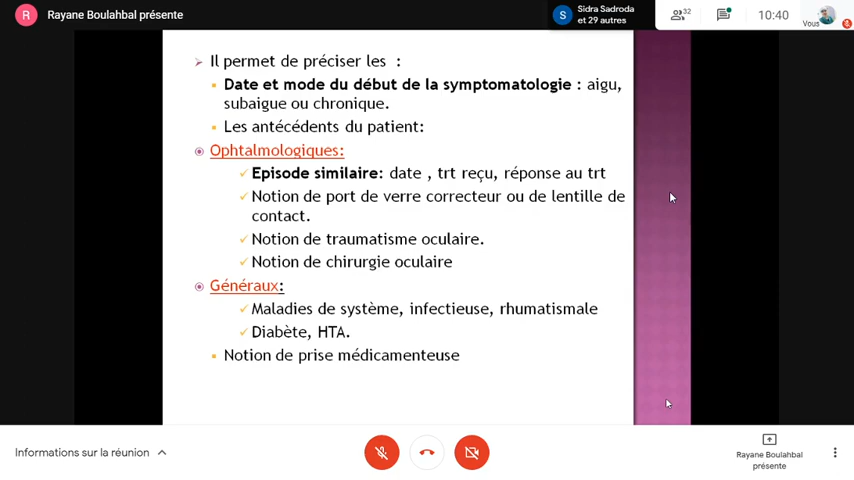 R Rayane Boulahbal présente
S Sidra Sadroda
et 29 autres
32
10:40
Vous
Il permet de préciser les :
Date et mode du début de la symptomatologie : aigu,
subaigue ou chronique.
Les antécédents du patient:
Ophtalmologiques:
Episode similaire: date , trt reçu, réponse au trt
Notion de port de verre correcteur ou de lentille de
contact.
Notion de traumatisme oculaire.
Notion de chirurgie oculaire
Généraux:
Maladies de système, infectieuse, rhumatismale
Diabète, HTA.
Notion de prise médicamenteuse
Informations sur la réunion
Rayane Boulahbal
présente